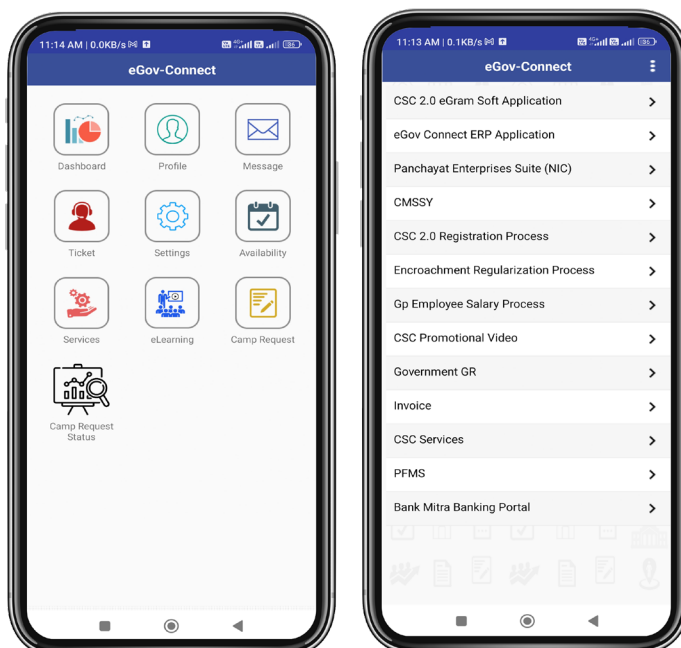 11:14 AM | 0.0KB/s
eGov-Connect
Dashboard
Profile
Message
Ticket
Settings
Availability
Services
eLearning
Camp Request
Camp Request
Status
11:13 AM | 0.1KB/s
eGov-Connect
CSC 2.0 eGram Soft Application
eGov Connect ERP Application
Panchayat Enterprises Suite (NIC)
CMSSY
CSC 2.0 Registration Process
Encroachment Regularization Process
Gp Employee Salary Process
CSC Promotional Video
Government GR
Invoice
CSC Services
PFMS
Bank Mitra Banking Portal